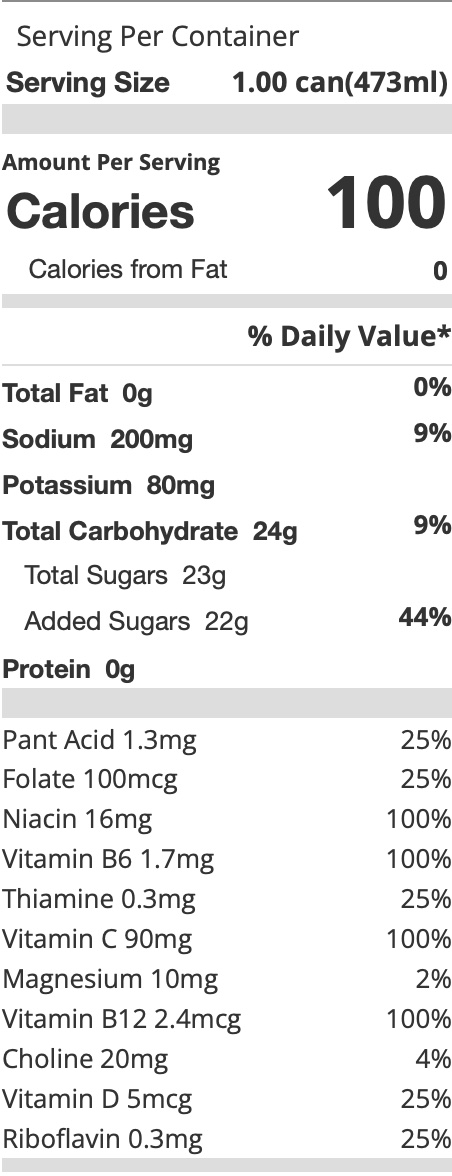 Serving Per Container
Serving Size 1.00 can(473ml)
Amount Per Serving
Calories 100
Calories from Fat 0
% Daily Value*
Total Fat 0g 0%
Sodium 200mg 9%
Potassium 80mg
Total Carbohydrate 24g 9%
Total Sugars 23g
Added Sugars 22g 44%
Protein 0g
Pant Acid 1.3mg 25%
Folate 100mcg 25%
Niacin 16mg 100%
Vitamin B6 1.7mg 100%
Thiamine 0.3mg 25%
Vitamin C 90mg 100%
Magnesium 10mg 2%
Vitamin B12 2.4mcg 100%
Choline 20mg 4%
Vitamin D 5mcg 25%
Riboflavin 0.3mg 25%